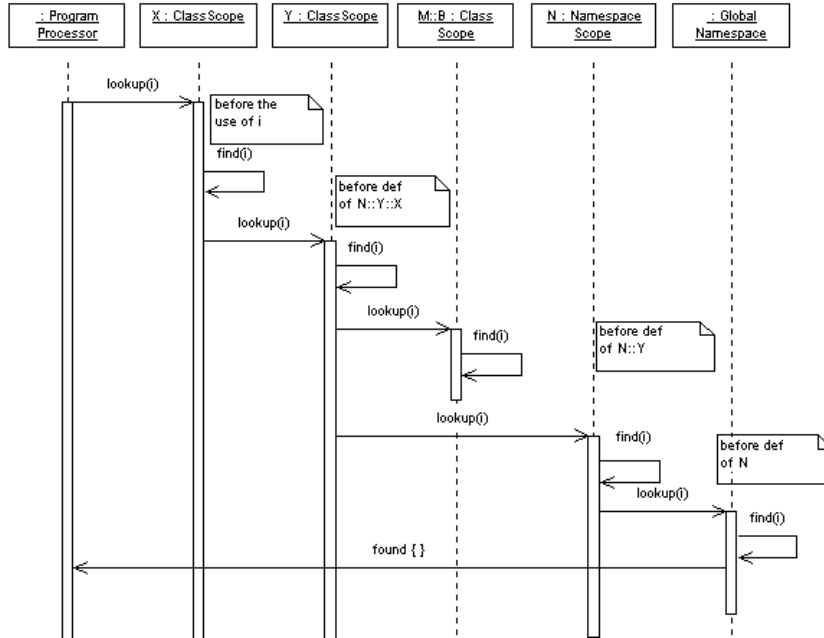 : Program
Processor
X : ClassScope
Y : ClassScope
M::B : Class
Scope
N : Namespace
Scope
: Global
Namespace
lookup(i)
before the
use of i
find(i)
before def
of N::Y::X
lookup(i)
find(i)
lookup(i)
find(i)
before def
of N::Y
lookup(i)
find(i)
before def
of N
lookup(i)
find(i)
found { }